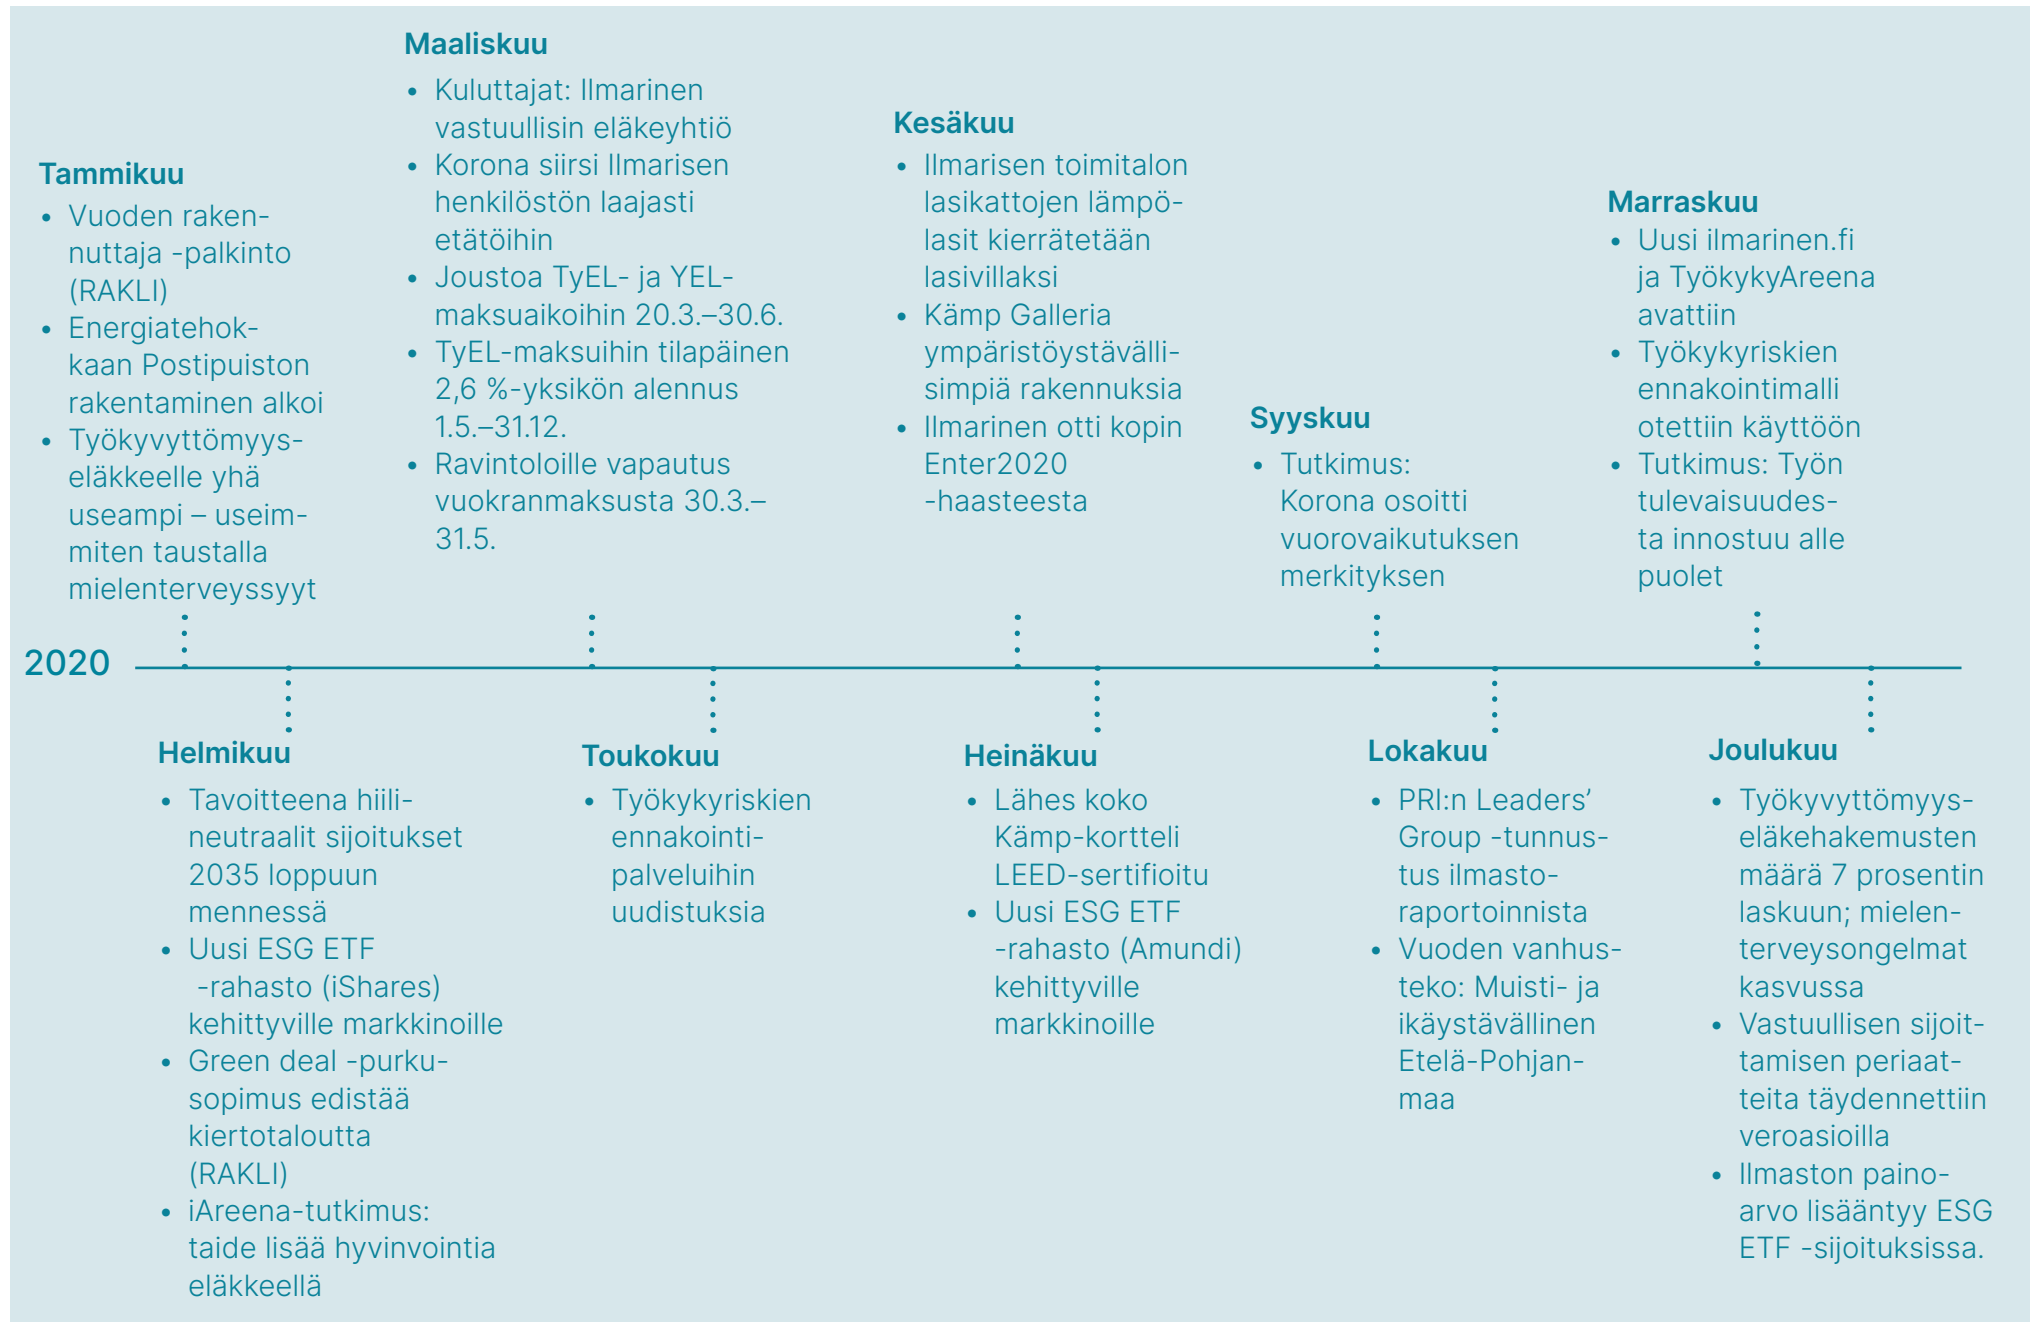 Tammikuu
• Vuoden raken-
nuttaja -palkinto
(RAKLI)
• Energiatehok-
kaan Postipuiston
rakentaminen alkoi
• Työkyvyttömyys-
eläkkeelle yhä
useampi – useim-
miten taustalla
mielenterveyssyyt
Maaliskuu
• Kuluttajat: Ilmarinen
vastuullisin eläkeyhtiö
• Korona siirsi Ilmarisen
henkilöstön laajasti
etätöihin
• Joustoa TyEL- ja YEL-
maksuaikoihin 20.3.–30.6.
• TyEL-maksuihin tilapäinen
2,6 %-yksikön alennus
1.5.–31.12.
• Ravintoloille vapautus
vuokranmaksusta 30.3.–
31.5.
Kesäkuu
• Ilmarisen toimitalon
lasikattojen lämpö-
lasit kierrätetään
lasivillaksi
• Kämp Galleria
ympäristöystävälli-
simpiä rakennuksia
• Ilmarinen otti kopin
Enter2020
-haasteesta
Syyskuu
• Tutkimus:
Korona osoitti
vuorovaikutuksen
merkityksen
Marraskuu
• Uusi ilmarinen.fi
ja TyökykyAreena
avattiin
• Työkykyriskien
ennakointimalli
otettiin käyttöön
• Tutkimus: Työn
tulevaisuudes-
ta innostuu alle
puolet
2020
Helmikuu
• Tavoitteena hiili-
neutraalit sijoitukset
2035 loppuun
mennessä
• Uusi ESG ETF
-rahasto (iShares)
kehittyville markkinoille
• Green deal -purku-
sopimus edistää
kiertotaloutta
(RAKLI)
• iAreena-tutkimus:
taide lisää hyvinvointia
eläkkeellä
Toukokuu
• Työkykyriskien
ennakointi-
palveluihin
uudistuksia
Heinäkuu
• Lähes koko
Kämp-kortteli
LEED-sertifioitu
• Uusi ESG ETF
-rahasto (Amundi)
kehittyville
markkinoille
Lokakuu
• PRI:n Leaders’
Group -tunnus-
tus ilmasto-
raportoinnista
• Vuoden vanhus-
teko: Muisti- ja
ikäystävällinen
Etelä-Pohjan-
maa
Joulukuu
• Työkyvyttömyys-
eläkehakemusten
määrä 7 prosentin
laskuun; mielen-
terveysongelmat
kasvussa
• Vastuullisen sijoit-
tamisen periaat-
teita täydennettiin
veroasioilla
• Ilmaston paino-
arvo lisääntyy ESG
ETF -sijoituksissa.